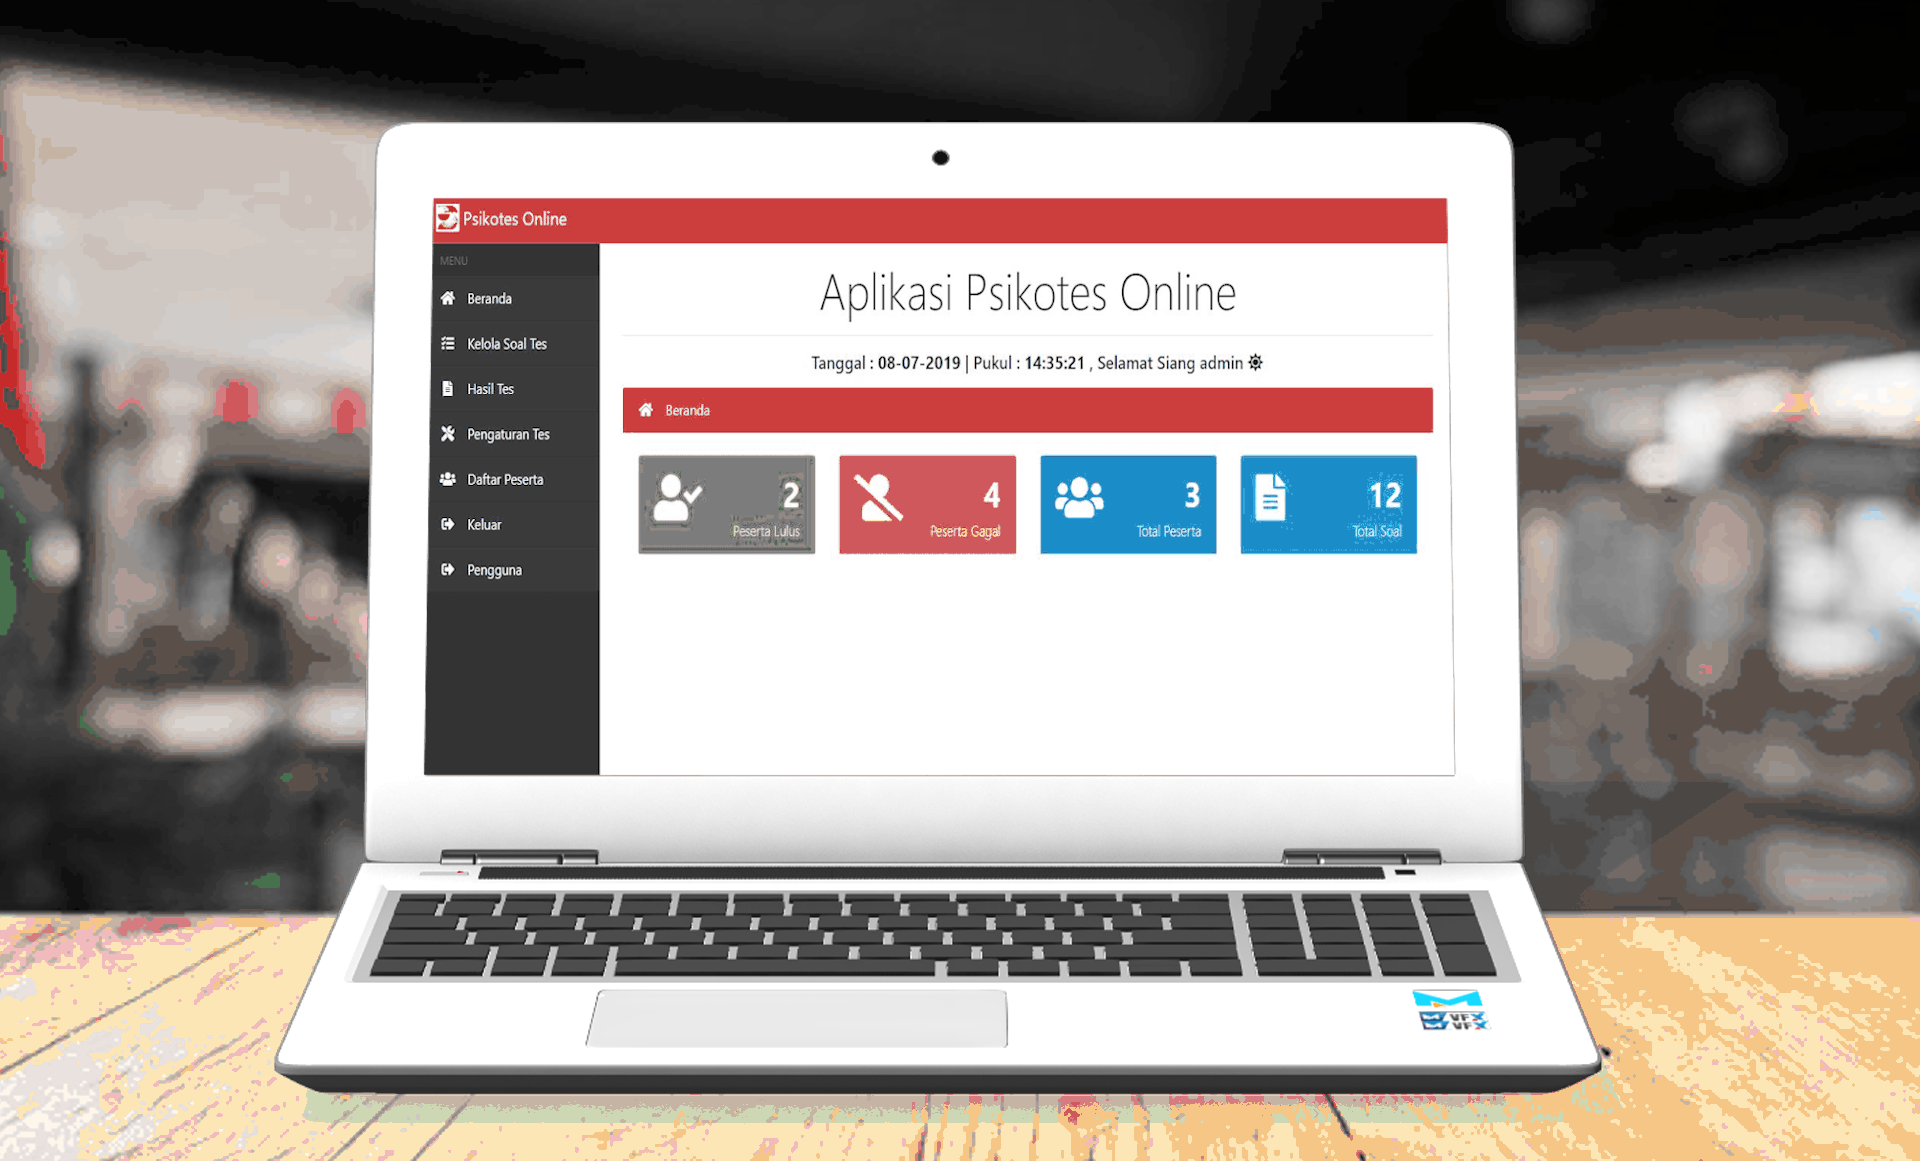 Psikotes Online
MENU
Beranda
Kelola Soal Tes
Hasil Tes
Pengaturan Tes
Daftar Peserta
Keluar
Pengguna
Aplikasi Psikotes Online
Tanggal : 08-07-2019 | Pukul : 14:35:21 , Selamat Siang admin
Beranda
2
Peserta Lulus
4
Peserta Gagal
3
Total Peserta
12
Total Soal
VFX
VFX